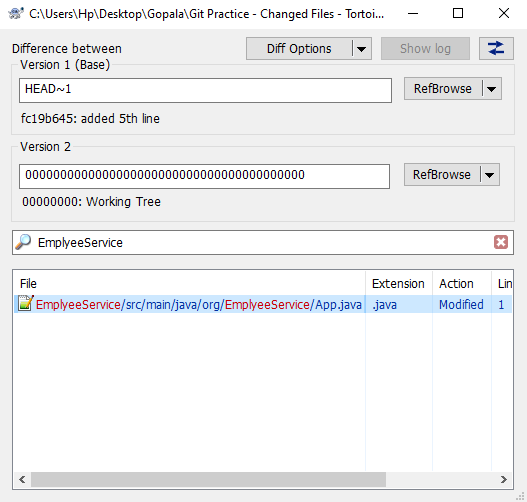 C:\Users\Hp\Desktop\Gopala\Git Practice - Changed Files - Tortoi...
Difference between
Diff Options
Show log
Version 1 (Base)
HEAD~1
RefBrowse
fc19b645: added 5th line
Version 2
0000000000000000000000000000000000000000
RefBrowse
00000000: Working Tree
EmplyeeService
File Extension Action Lin
EmplyeeService/src/main/java/org/EmplyeeService/App.java .java Modified 1